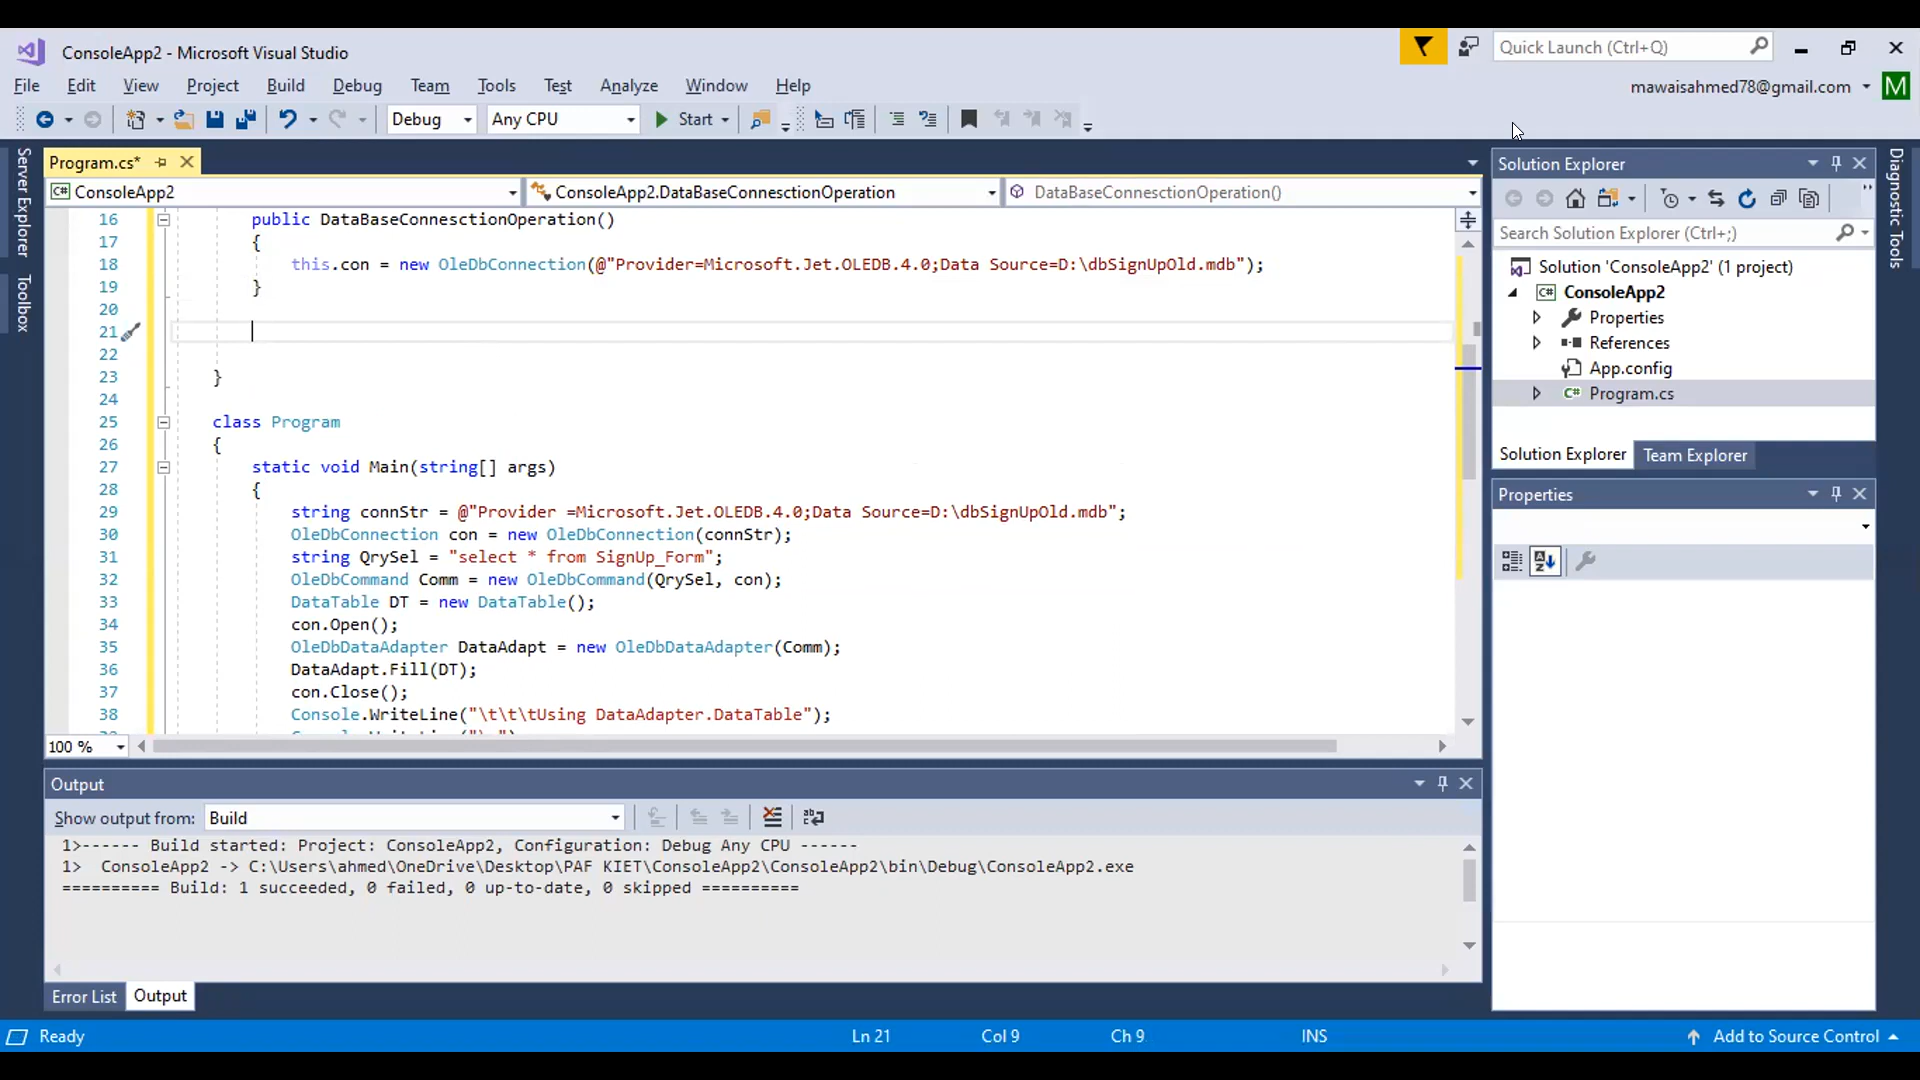 ConsoleApp2 - Microsoft Visual Studio
Quick Launch (Ctrl+Q)
File Edit View Project Build Debug Team Tools Test Analyze Window Help
mawaisahmed78@gmail.com M
Debug Any CPU Start
Server Explorer
Toolbox
Program.cs*
ConsoleApp2 ConsoleApp2.DataBaseConnesctionOperation DataBaseConnesctionOperation()
16 public DataBaseConnesctionOperation()
17 {
18 this.con = new OleDbConnection(@"Provider=Microsoft.Jet.OLEDB.4.0;Data Source=D:\dbSignUpOld.mdb");
19 }
20
21
22
23 }
24
25 class Program
26 {
27 static void Main(string[] args)
28 {
29 string connStr = @"Provider =Microsoft.Jet.OLEDB.4.0;Data Source=D:\dbSignUpOld.mdb";
30 OleDbConnection con = new OleDbConnection(connStr);
31 string QrySel = "select * from SignUp_Form";
32 OleDbCommand Comm = new OleDbCommand(QrySel, con);
33 DataTable DT = new DataTable();
34 con.Open();
35 OleDbDataAdapter DataAdapt = new OleDbDataAdapter(Comm);
36 DataAdapt.Fill(DT);
37 con.Close();
38 Console.WriteLine("\t\t\tUsing DataAdapter.DataTable");
100 %
Output
Show output from: Build
1>------ Build started: Project: ConsoleApp2, Configuration: Debug Any CPU ------
1> ConsoleApp2 -> C:\Users\ahmed\OneDrive\Desktop\PAF KIET\ConsoleApp2\ConsoleApp2\bin\Debug\ConsoleApp2.exe
========== Build: 1 succeeded, 0 failed, 0 up-to-date, 0 skipped ==========
Error List Output
Solution Explorer
Search Solution Explorer (Ctrl+;)
Solution 'ConsoleApp2' (1 project)
C# ConsoleApp2
Properties
References
App.config
C# Program.cs
Solution Explorer Team Explorer
Properties
Diagnostic Tools
Ready Ln 21 Col 9 Ch 9 INS Add to Source Control